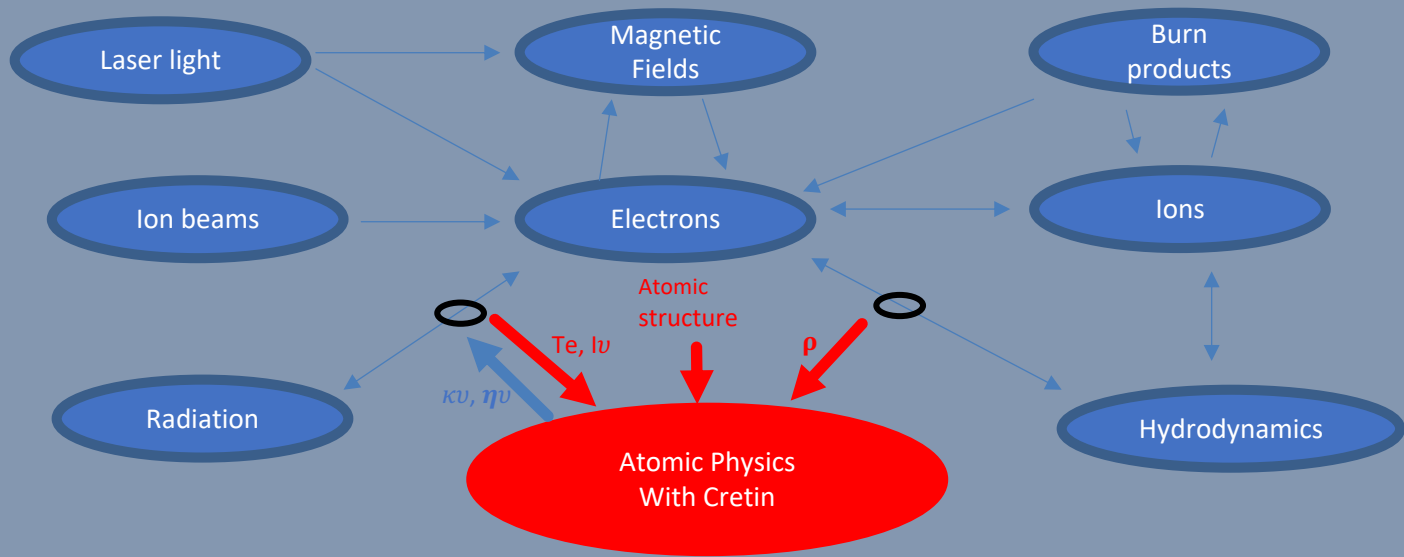 Laser light
Magnetic
Fields
Burn
products
Ion beams
Electrons
Ions
Atomic
structure
Te, Iυ
ρ
κυ, ηυ
Radiation
Hydrodynamics
Atomic Physics
With Cretin